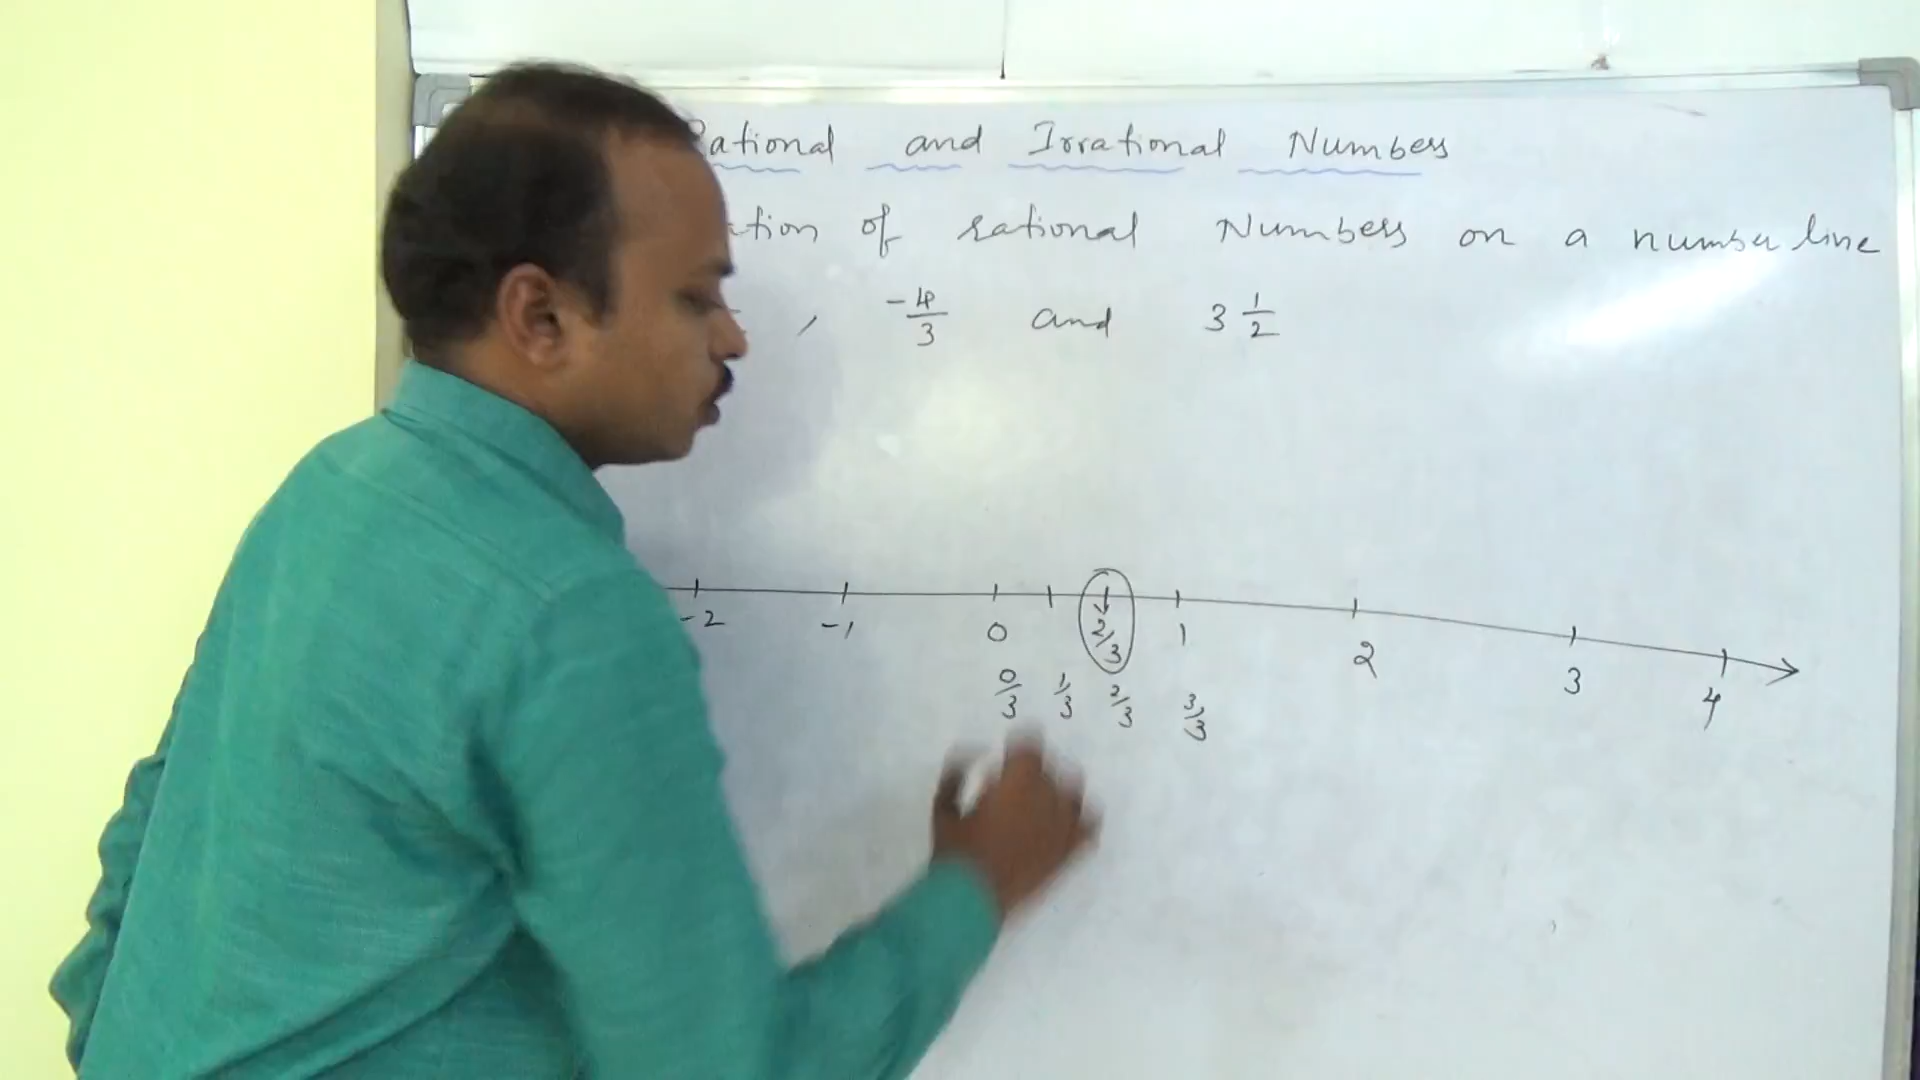 Rational and Irrational Numbers
of rational Numbers on a number line
, -4/3 and 3 1/2
-2 -1 0 2/3 1 2 3 4
0/3 1/3 2/3 3/3